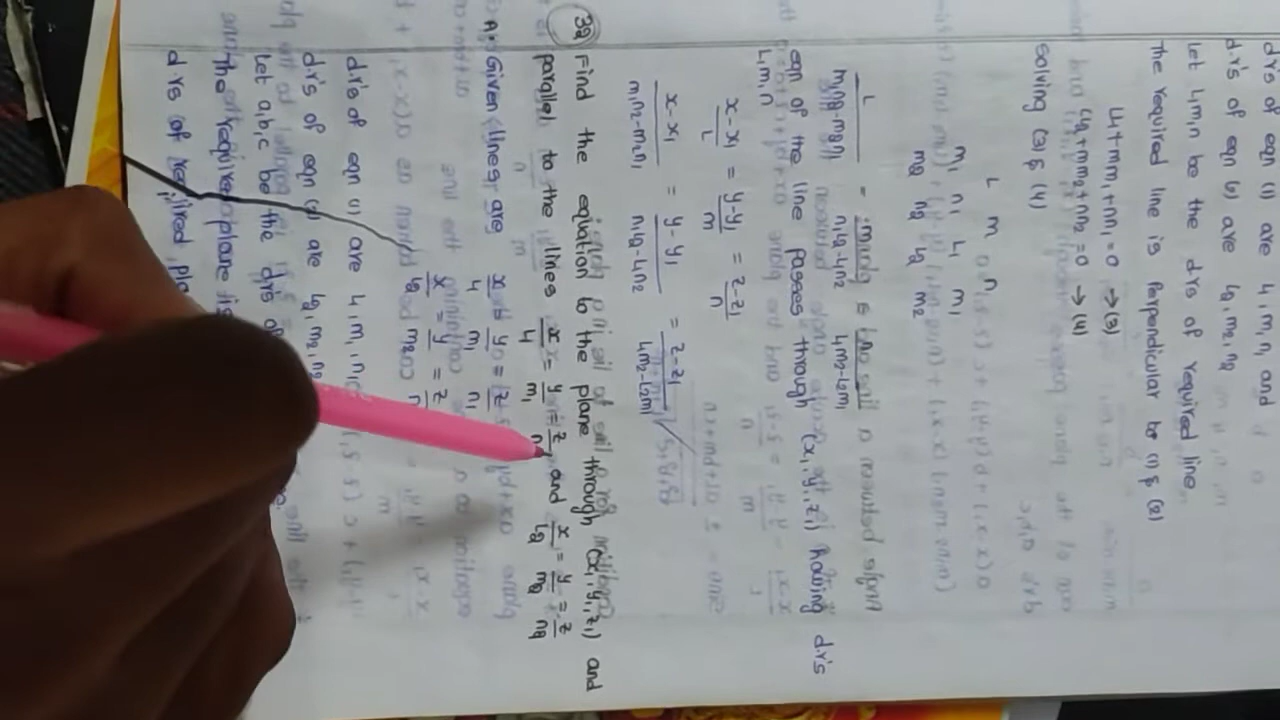 d.r's of eqn (1) are l₁, m₁, n₁ and
d.r's of eqn (2) are l₂, m₂, n₂
let l,m,n be the d.r's of required line
The required line is perpendicular to (1) & (2)
ll₁+mm₁+nn₁=0 →(3)
ll₂+mm₂+nn₂=0 →(4)
solving (3) & (4)
l m n
m₁ n₁ l₁ m₁
m₂ n₂ l₂ m₂
l/(m₁n₂-m₂n₁) = m/(n₁l₂-l₁n₂) = n/(l₁m₂-l₂m₁)
eqn of the line passes through (x₁,y₁,z₁) having d.r's
l,m,n
(x-x₁)/l = (y-y₁)/m = (z-z₁)/n
(x-x₁)/(m₁n₂-m₂n₁) = (y-y₁)/(n₁l₂-l₁n₂) = (z-z₁)/(l₁m₂-l₂m₁)
39 Find the equation to the plane through (x₁,y₁,z₁) and
parallel to the lines x/l₁ = y/m₁ = z/n₁ and x/l₂ = y/m₂ = z/n₂
A. Given lines are x/l₁ = y/m₁ = z/n₁
x/l₂ = y/m₂ = z/n
d.r's of eqn (1) are l₁, m₁, n₁
d.r's of eqn (2) are l₂, m₂, n₂
Let a,b,c be the d.r's of
The required plane is
d.r's of required